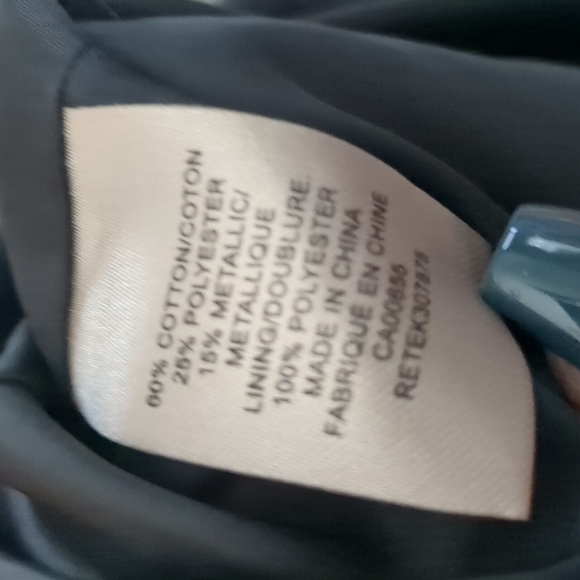 60% COTTON/COTON
25% POLYESTER
15% METALLIC/
METALLIQUE
LINING/DOUBLURE
100% POLYESTER
MADE IN CHINA
FABRIQUÉ EN CHINE
CA00855
RETEK307875